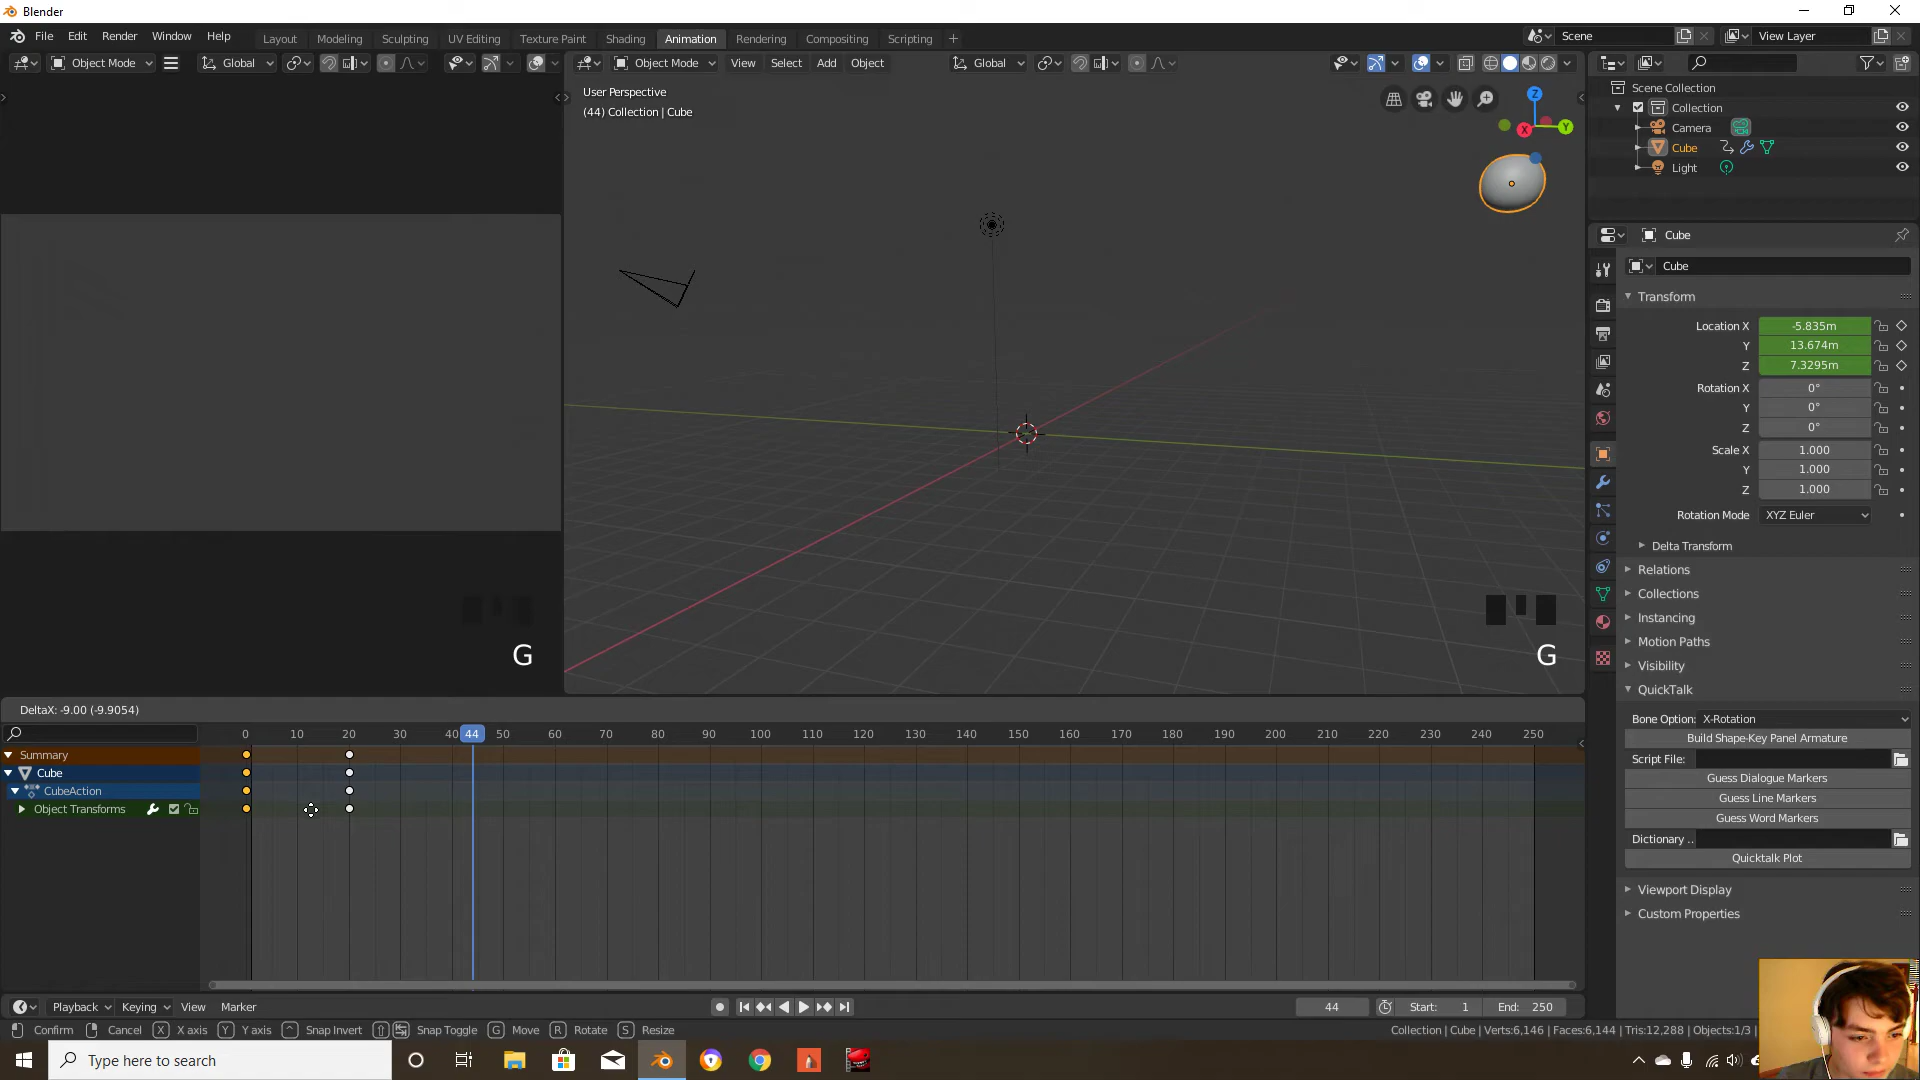 Blender
File Edit Render Window Help
Layout Modeling Sculpting UV Editing Texture Paint Shading Animation Rendering Compositing Scripting +
Scene View Layer
Object Mode Global
Object Mode View Select Add Object Global
User Perspective
(44) Collection | Cube
Z
X Y
Scene Collection
Collection
Camera
Cube
Light
Cube
Cube
Transform
Location X -5.835m
Y 13.674m
Z 7.3295m
Rotation X 0°
Y 0°
Z 0°
Scale X 1.000
Y 1.000
Z 1.000
Rotation Mode XYZ Euler
Delta Transform
Relations
Collections
Instancing
Motion Paths
Visibility
QuickTalk
Bone Option: X-Rotation
Build Shape-Key Panel Armature
Script File:
Guess Dialogue Markers
Guess Line Markers
Guess Word Markers
Dictionary ..
Quicktalk Plot
Viewport Display
Custom Properties
G
G
DeltaX: -9.00 (-9.9054)
0 10 20 30 40 44 50 60 70 80 90 100 110 120 130 140 150 160 170 180 190 200 210 220 230 240 250
Summary
Cube
CubeAction
Object Transforms
Playback Keying View Marker
44 Start: 1 End: 250
Confirm Cancel X X axis Y Y axis ^ Snap Invert Snap Toggle G Move R Rotate S Resize
Collection | Cube | Verts:6,146 | Faces:6,144 | Tris:12,288 | Objects:1/3
Type here to search